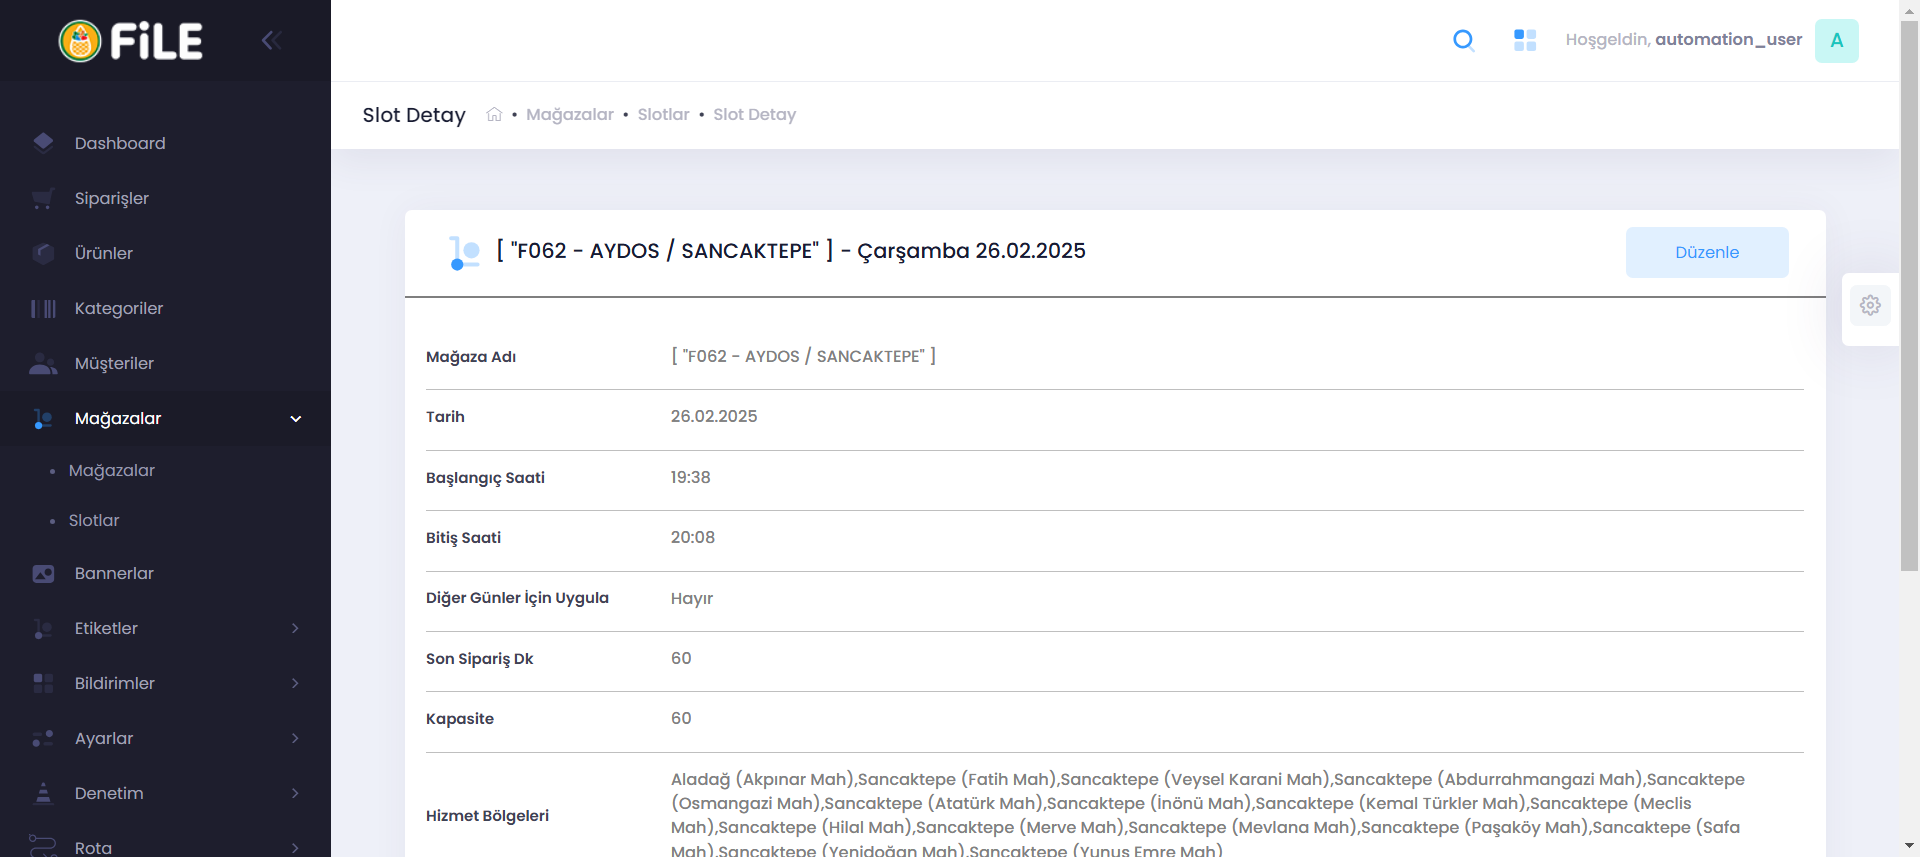 FİLE
Hoşgeldin, automation_user
A
Slot Detay
• Mağazalar • Slotlar • Slot Detay
Dashboard
Siparişler
Ürünler
Kategoriler
Müşteriler
Mağazalar
• Mağazalar
• Slotlar
Bannerlar
Etiketler
Bildirimler
Ayarlar
Denetim
Rota
[ "F062 - AYDOS / SANCAKTEPE" ] - Çarşamba 26.02.2025
Düzenle
Mağaza Adı [ "F062 - AYDOS / SANCAKTEPE" ]
Tarih 26.02.2025
Başlangıç Saati 19:38
Bitiş Saati 20:08
Diğer Günler İçin Uygula Hayır
Son Sipariş Dk 60
Kapasite 60
Hizmet Bölgeleri
Aladağ (Akpınar Mah),Sancaktepe (Fatih Mah),Sancaktepe (Veysel Karani Mah),Sancaktepe (Abdurrahmangazi Mah),Sancaktepe
(Osmangazi Mah),Sancaktepe (Atatürk Mah),Sancaktepe (İnönü Mah),Sancaktepe (Kemal Türkler Mah),Sancaktepe (Meclis
Mah),Sancaktepe (Hilal Mah),Sancaktepe (Merve Mah),Sancaktepe (Mevlana Mah),Sancaktepe (Paşaköy Mah),Sancaktepe (Safa
Mah),Sancaktepe (Yenidoğan Mah),Sancaktepe (Yunus Emre Mah)